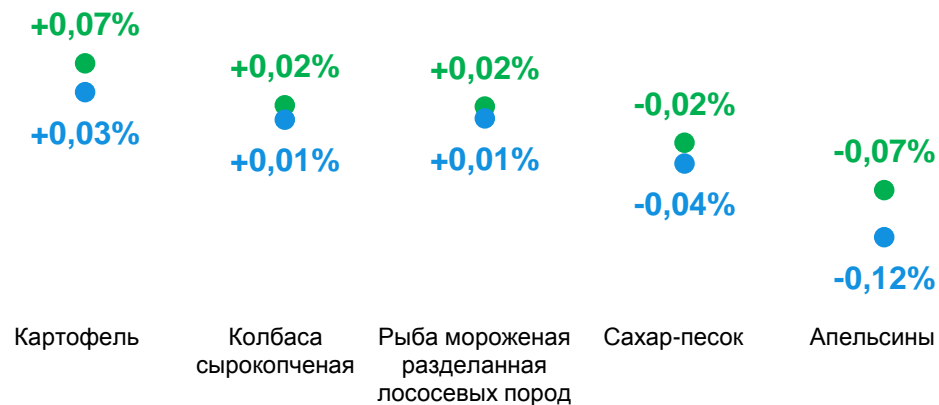 +0,07%
+0,03%
+0,02%
+0,01%
+0,02%
+0,01%
-0,02%
-0,04%
-0,07%
-0,12%
Картофель
Колбаса
сырокопченая
Рыба мороженая
разделанная
лососевых пород
Сахар-песок
Апельсины